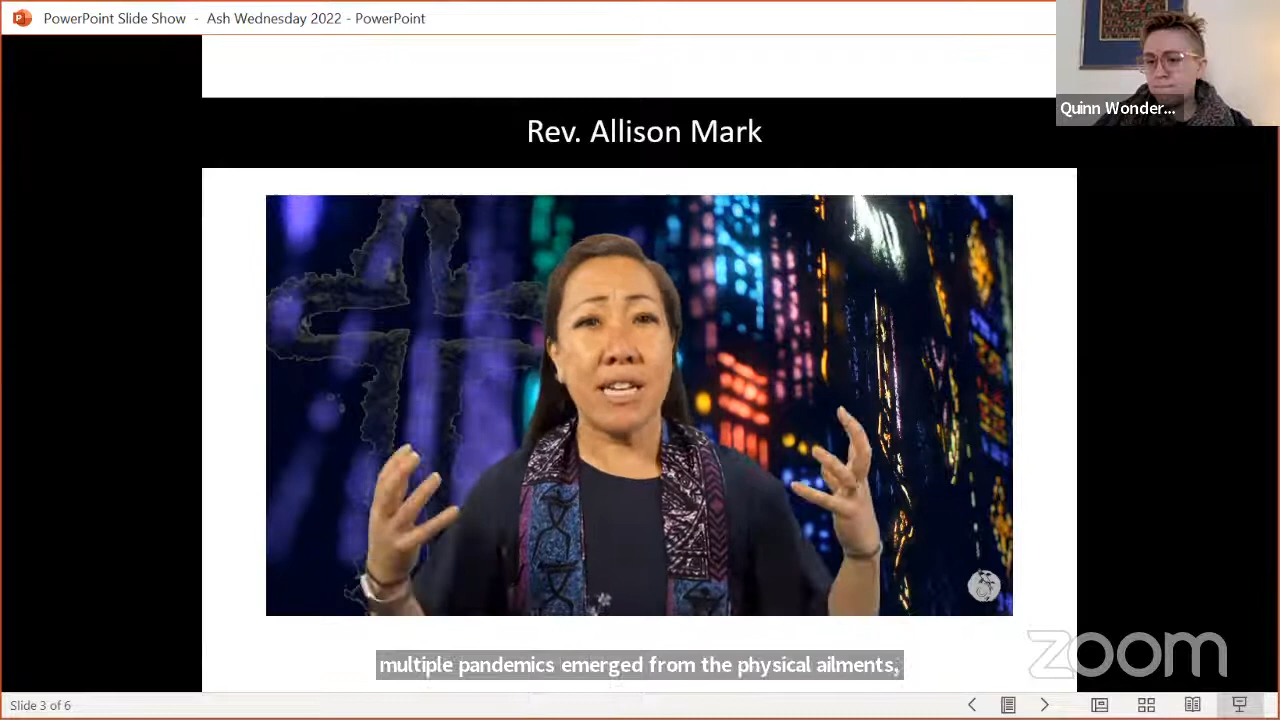 PowerPoint Slide Show - Ash Wednesday 2022 - PowerPoint
Quinn Wonder...
Rev. Allison Mark
multiple pandemics emerged from the physical ailments,
zoom
Slide 3 of 6